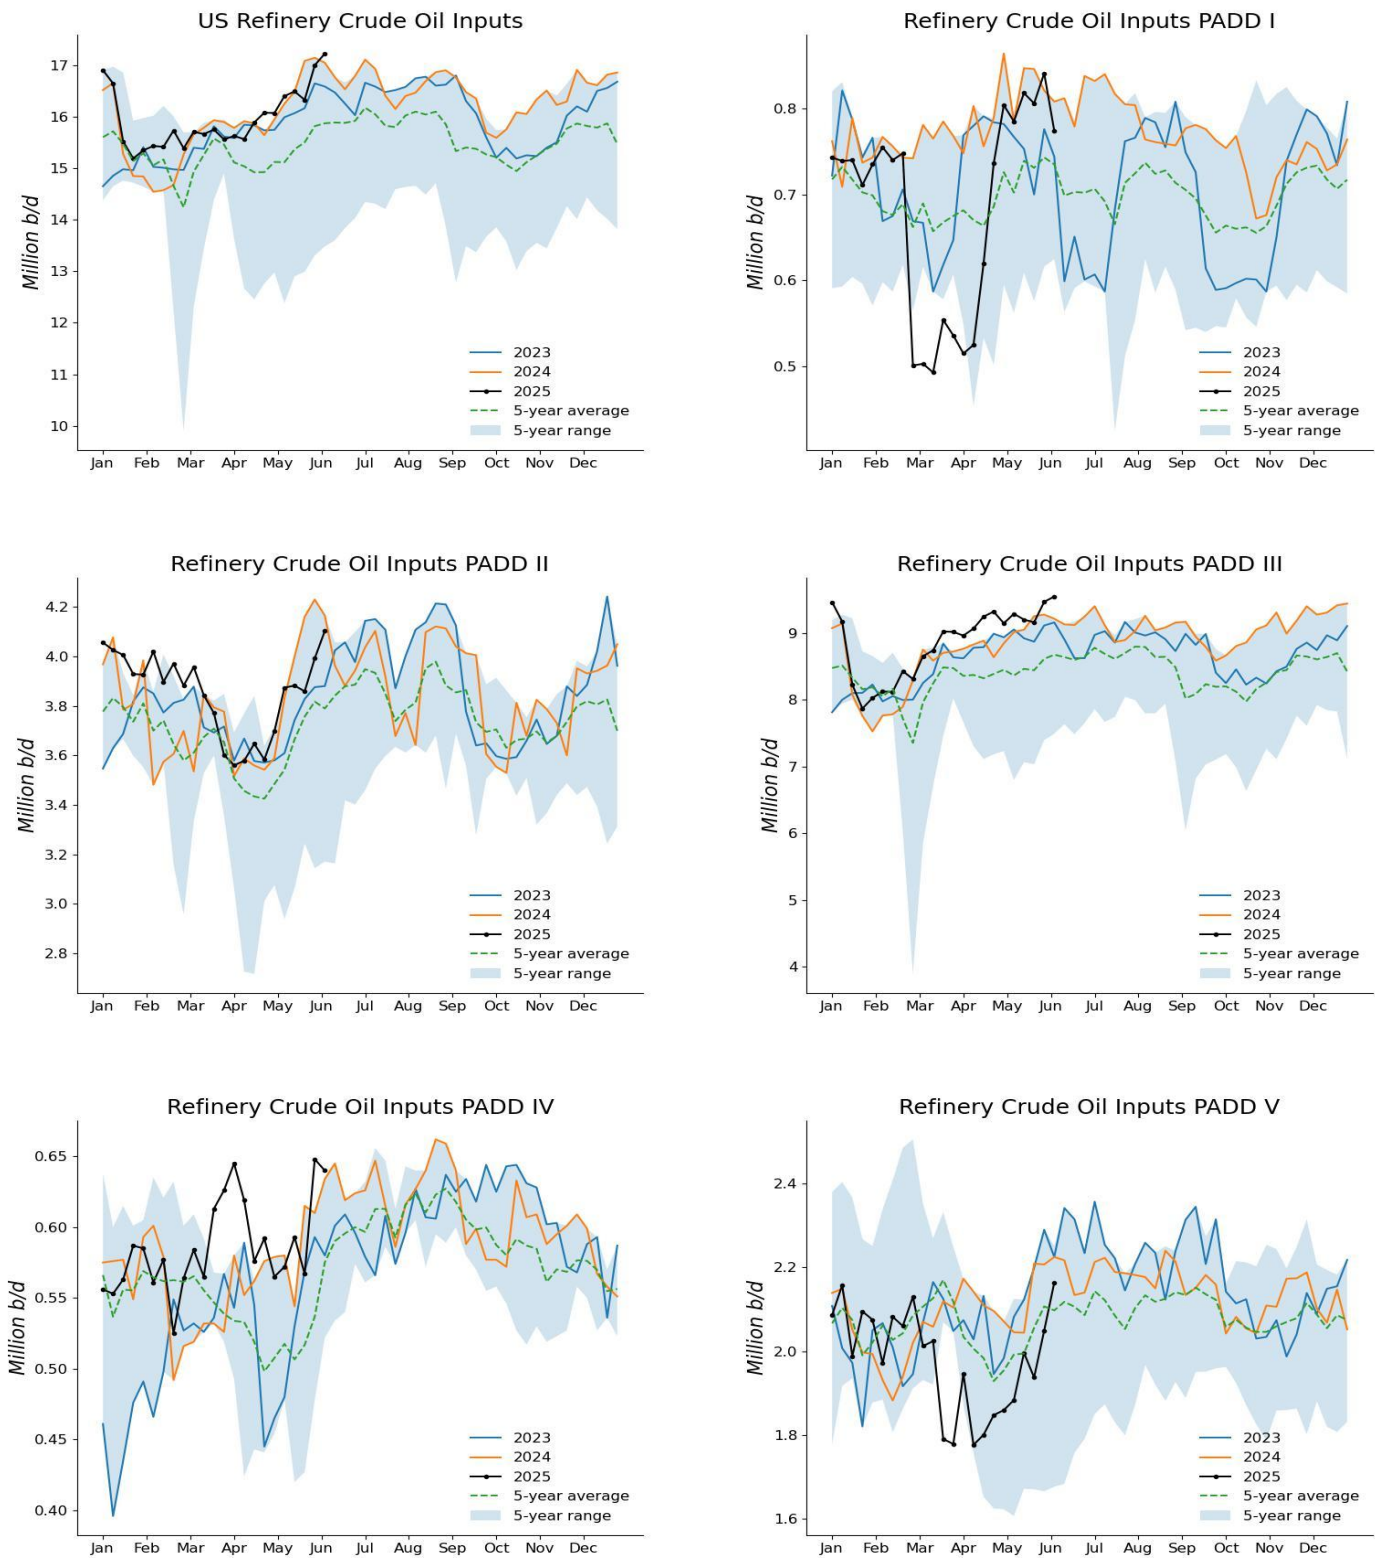 US Refinery Crude Oil Inputs
Million b/d
17
16
15
14
13
12
11
10
Jan Feb Mar Apr May Jun Jul Aug Sep Oct Nov Dec
2023
2024
2025
5-year average
5-year range
Refinery Crude Oil Inputs PADD I
Million b/d
0.8
0.7
0.6
0.5
Jan Feb Mar Apr May Jun Jul Aug Sep Oct Nov Dec
2023
2024
2025
5-year average
5-year range
Refinery Crude Oil Inputs PADD II
Million b/d
4.2
4.0
3.8
3.6
3.4
3.2
3.0
2.8
Jan Feb Mar Apr May Jun Jul Aug Sep Oct Nov Dec
2023
2024
2025
5-year average
5-year range
Refinery Crude Oil Inputs PADD III
Million b/d
9
8
7
6
5
4
Jan Feb Mar Apr May Jun Jul Aug Sep Oct Nov Dec
2023
2024
2025
5-year average
5-year range
Refinery Crude Oil Inputs PADD IV
Million b/d
0.65
0.60
0.55
0.50
0.45
0.40
Jan Feb Mar Apr May Jun Jul Aug Sep Oct Nov Dec
2023
2024
2025
5-year average
5-year range
Refinery Crude Oil Inputs PADD V
Million b/d
2.4
2.2
2.0
1.8
1.6
Jan Feb Mar Apr May Jun Jul Aug Sep Oct Nov Dec
2023
2024
2025
5-year average
5-year range